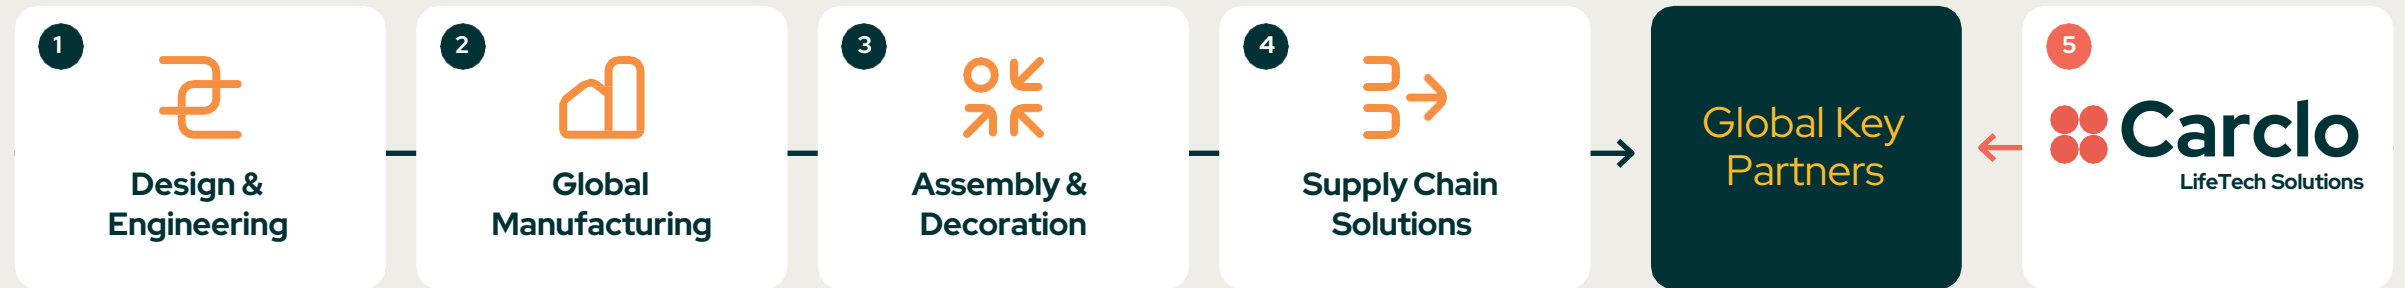 1
Design &
Engineering
2
Global
Manufacturing
3
Assembly &
Decoration
4
Supply Chain
Solutions
Global Key
Partners
5
Carclo
LifeTech Solutions